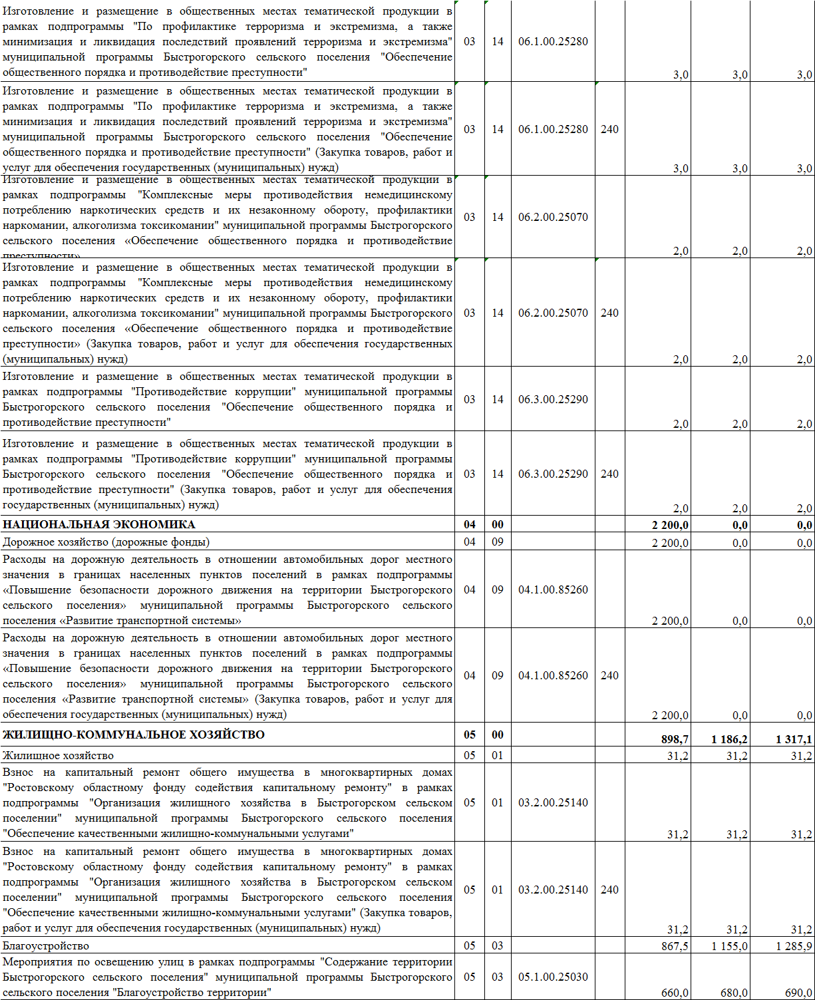 Изготовление и размещение в общественных местах тематической продукции в
рамках подпрограммы "По профилактике терроризма и экстремизма, а также
минимизация и ликвидация последствий проявлений терроризма и экстремизма"
муниципальной программы Быстрогорского сельского поселения "Обеспечение
общественного порядка и противодействие преступности"
03 14 06.1.00.25280 3,0 3,0 3,0
Изготовление и размещение в общественных местах тематической продукции в
рамках подпрограммы "По профилактике терроризма и экстремизма, а также
минимизация и ликвидация последствий проявлений терроризма и экстремизма"
муниципальной программы Быстрогорского сельского поселения "Обеспечение
общественного порядка и противодействие преступности" (Закупка товаров, работ и
услуг для обеспечения государственных (муниципальных) нужд)
03 14 06.1.00.25280 240 3,0 3,0 3,0
Изготовление и размещение в общественных местах тематической продукции в
рамках подпрограммы "Комплексные меры противодействия немедицинскому
потреблению наркотических средств и их незаконному обороту, профилактики
наркомании, алкоголизма токсикомании" муниципальной программы Быстрогорского
сельского поселения «Обеспечение общественного порядка и противодействие
преступности»
03 14 06.2.00.25070 2,0 2,0 2,0
Изготовление и размещение в общественных местах тематической продукции в
рамках подпрограммы "Комплексные меры противодействия немедицинскому
потреблению наркотических средств и их незаконному обороту, профилактики
наркомании, алкоголизма токсикомании" муниципальной программы Быстрогорского
сельского поселения «Обеспечение общественного порядка и противодействие
преступности» (Закупка товаров, работ и услуг для обеспечения государственных
(муниципальных) нужд)
03 14 06.2.00.25070 240 2,0 2,0 2,0
Изготовление и размещение в общественных местах тематической продукции в
рамках подпрограммы "Противодействие коррупции" муниципальной программы
Быстрогорского сельского поселения "Обеспечение общественного порядка и
противодействие преступности"
03 14 06.3.00.25290 2,0 2,0 2,0
Изготовление и размещение в общественных местах тематической продукции в
рамках подпрограммы "Противодействие коррупции" муниципальной программы
Быстрогорского сельского поселения "Обеспечение общественного порядка и
противодействие преступности" (Закупка товаров, работ и услуг для обеспечения
государственных (муниципальных) нужд)
03 14 06.3.00.25290 240 2,0 2,0 2,0
НАЦИОНАЛЬНАЯ ЭКОНОМИКА 04 00 2 200,0 0,0 0,0
Дорожное хозяйство (дорожные фонды) 04 09 2 200,0 0,0 0,0
Расходы на дорожную деятельность в отношении автомобильных дорог местного
значения в границах населенных пунктов поселений в рамках подпрограммы
«Повышение безопасности дорожного движения на территории Быстрогорского
сельского поселения» муниципальной программы Быстрогорского сельского
поселения «Развитие транспортной системы»
04 09 04.1.00.85260 2 200,0 0,0 0,0
Расходы на дорожную деятельность в отношении автомобильных дорог местного
значения в границах населенных пунктов поселений в рамках подпрограммы
«Повышение безопасности дорожного движения на территории Быстрогорского
сельского поселения» муниципальной программы Быстрогорского сельского
поселения «Развитие транспортной системы» (Закупка товаров, работ и услуг для
обеспечения государственных (муниципальных) нужд)
04 09 04.1.00.85260 240 2 200,0 0,0 0,0
ЖИЛИЩНО-КОММУНАЛЬНОЕ ХОЗЯЙСТВО 05 00 898,7 1 186,2 1 317,1
Жилищное хозяйство 05 01 31,2 31,2 31,2
Взнос на капитальный ремонт общего имущества в многоквартирных домах
"Ростовскому областному фонду содействия капитальному ремонту" в рамках
подпрограммы "Организация жилищного хозяйства в Быстрогорском сельском
поселении" муниципальной программы Быстрогорского сельского поселения
"Обеспечение качественными жилищно-коммунальными услугами"
05 01 03.2.00.25140 31,2 31,2 31,2
Взнос на капитальный ремонт общего имущества в многоквартирных домах
"Ростовскому областному фонду содействия капитальному ремонту" в рамках
подпрограммы "Организация жилищного хозяйства в Быстрогорском сельском
поселении" муниципальной программы Быстрогорского сельского поселения
"Обеспечение качественными жилищно-коммунальными услугами" (Закупка товаров,
работ и услуг для обеспечения государственных (муниципальных) нужд)
05 01 03.2.00.25140 240 31,2 31,2 31,2
Благоустройство 05 03 867,5 1 155,0 1 285,9
Мероприятия по освещению улиц в рамках подпрограммы "Содержание территории
Быстрогорского сельского поселения" муниципальной программы Быстрогорского
сельского поселения "Благоустройство территории"
05 03 05.1.00.25030 660,0 680,0 690,0